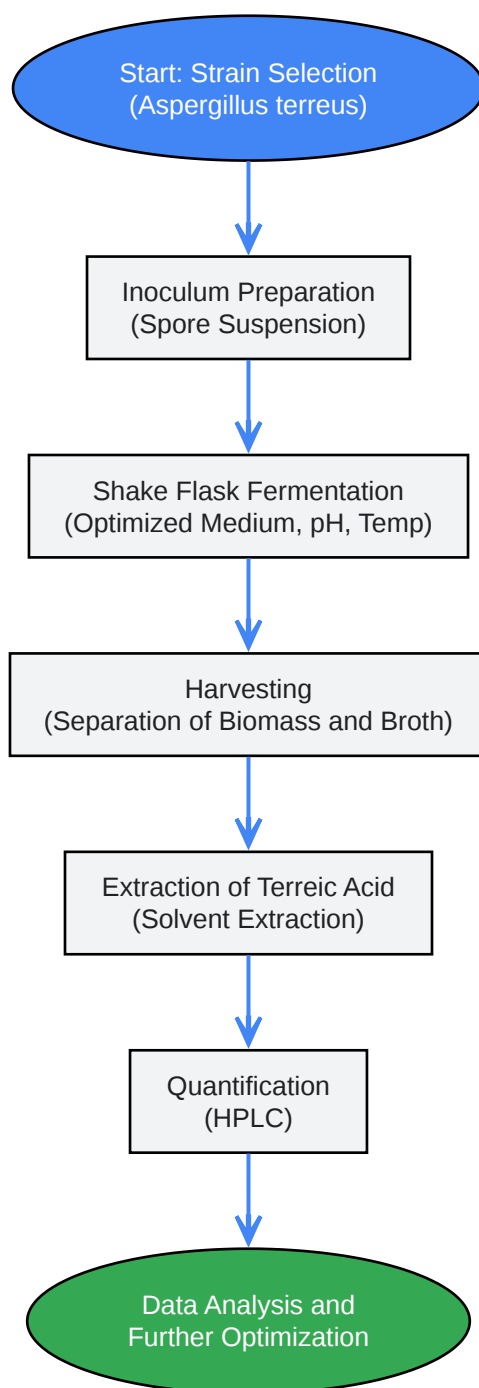 Start: Strain Selection
(Aspergillus terreus)
Inoculum Preparation
(Spore Suspension)
Shake Flask Fermentation
(Optimized Medium, pH, Temp)
Harvesting
(Separation of Biomass and Broth)
Extraction of Terreic Acid
(Solvent Extraction)
Quantification
(HPLC)
Data Analysis and
Further Optimization